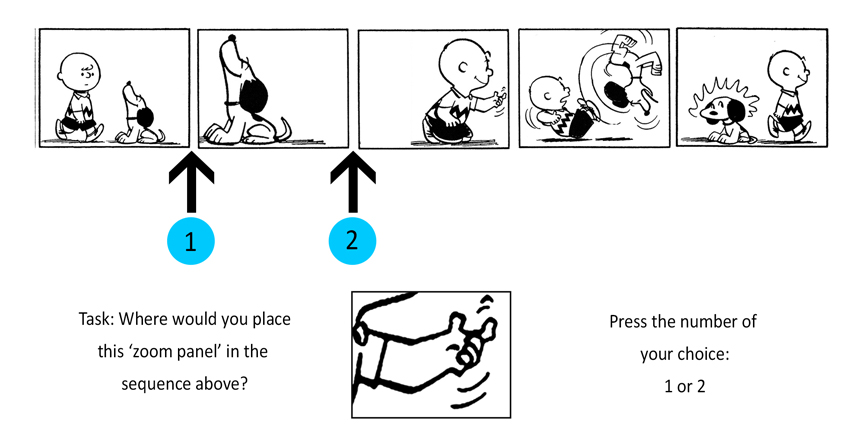 1
2
Task: Where would you place
this ‘zoom panel’ in the
sequence above?
Press the number of
your choice:
1 or 2